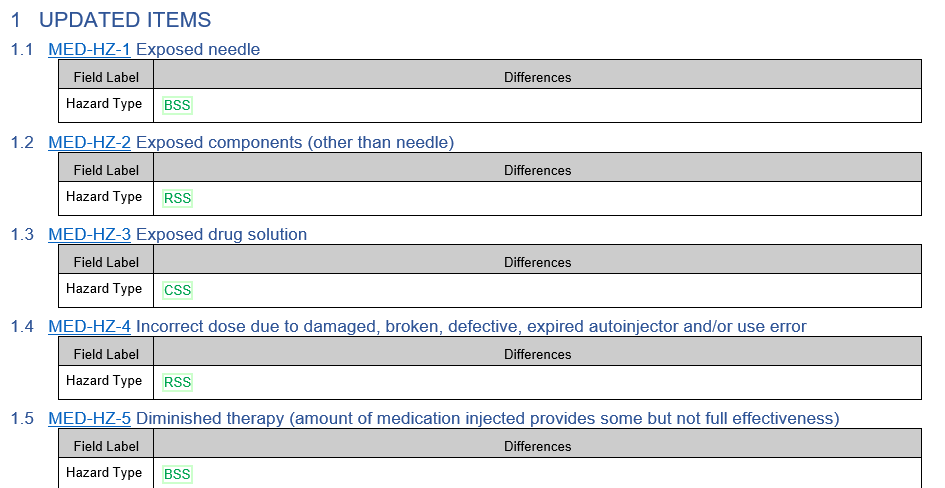 1 UPDATED ITEMS
1.1 MED-HZ-1 Exposed needle
Field Label Differences
Hazard Type BSS
1.2 MED-HZ-2 Exposed components (other than needle)
Field Label Differences
Hazard Type RSS
1.3 MED-HZ-3 Exposed drug solution
Field Label Differences
Hazard Type CSS
1.4 MED-HZ-4 Incorrect dose due to damaged, broken, defective, expired autoinjector and/or use error
Field Label Differences
Hazard Type RSS
1.5 MED-HZ-5 Diminished therapy (amount of medication injected provides some but not full effectiveness)
Field Label Differences
Hazard Type BSS